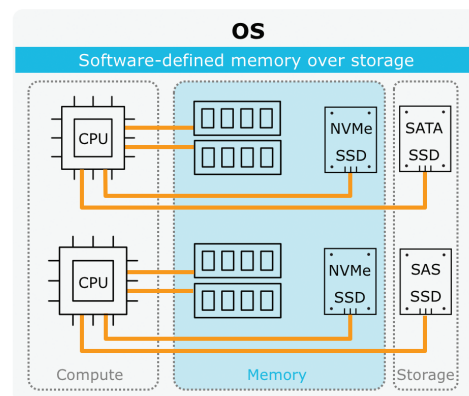 OS
Software-defined memory over storage
CPU
NVMe
SSD
SATA
SSD
CPU
NVMe
SSD
SAS
SSD
Compute
Memory
Storage